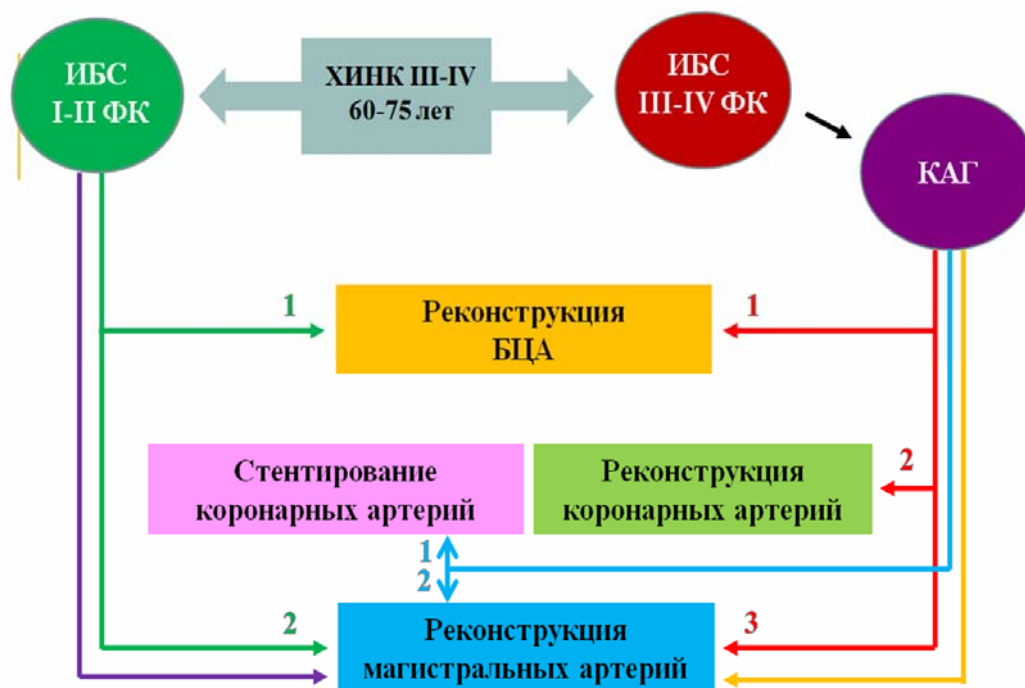 ИБС
I-II ФК
ХИНК III-IV
60-75 лет
ИБС
III-IV ФК
КАГ
1
Реконструкция
БЦА
1
Стентирование
коронарных артерий
Реконструкция
коронарных артерий
2
1
2
2
Реконструкция
магистральных артерий
3